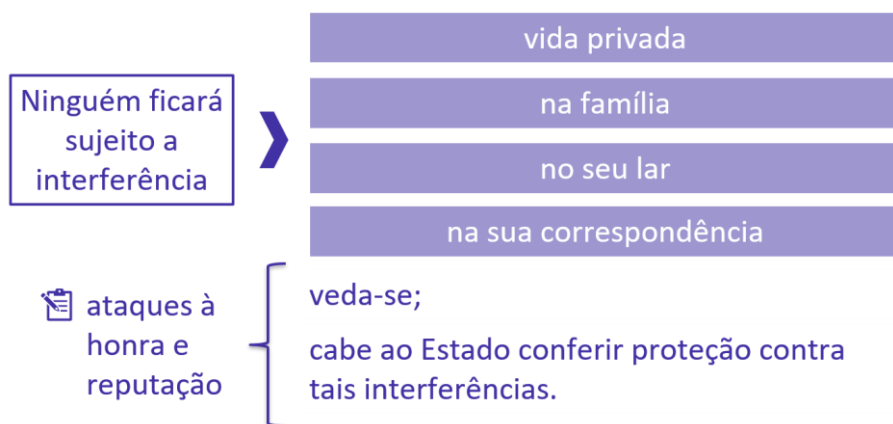 Ninguém ficará
sujeito a
interferência
vida privada
na família
no seu lar
na sua correspondência
ataques à
honra e
reputação
veda-se;
cabe ao Estado conferir proteção contra
tais interferências.